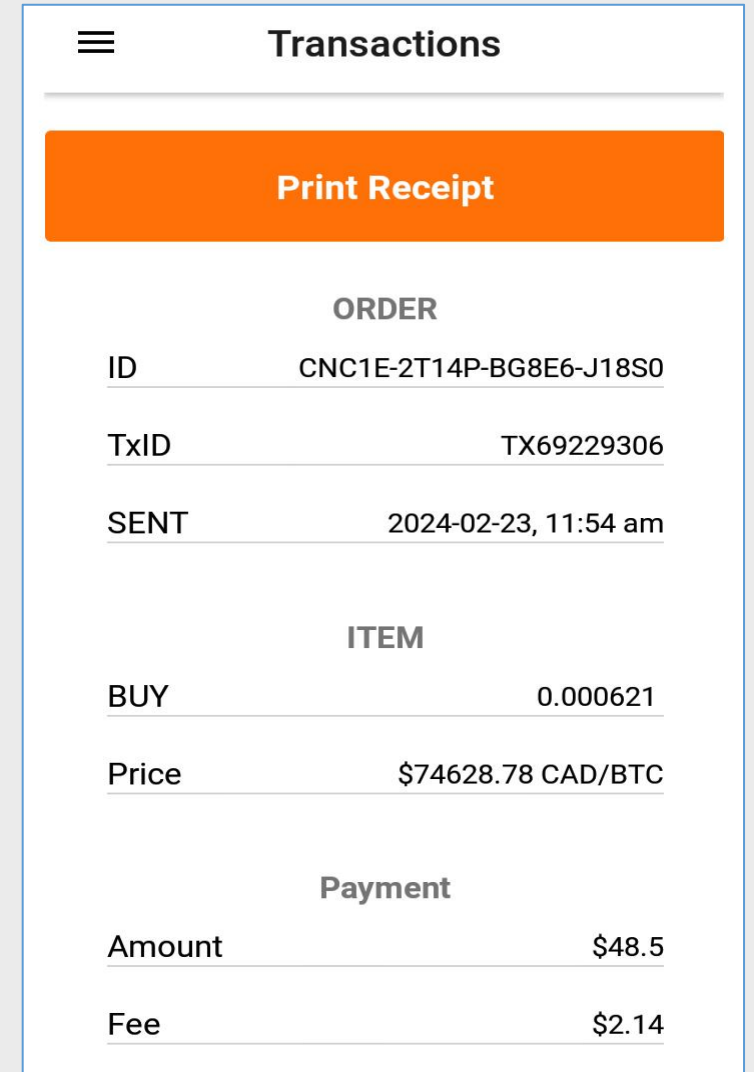 Transactions
Print Receipt
ORDER
ID CNC1E-2T14P-BG8E6-J18S0
TxID TX69229306
SENT 2024-02-23, 11:54 am
ITEM
BUY 0.000621
Price $74628.78 CAD/BTC
Payment
Amount $48.5
Fee $2.14